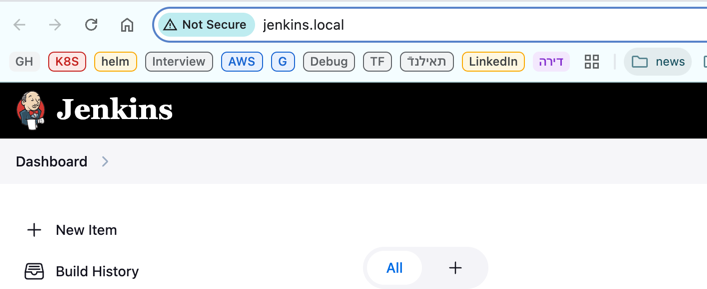 Not Secure jenkins.local
GH K8S helm Interview AWS G Debug TF תאילנד LinkedIn דירה news
Jenkins
Dashboard
New Item
All +
Build History